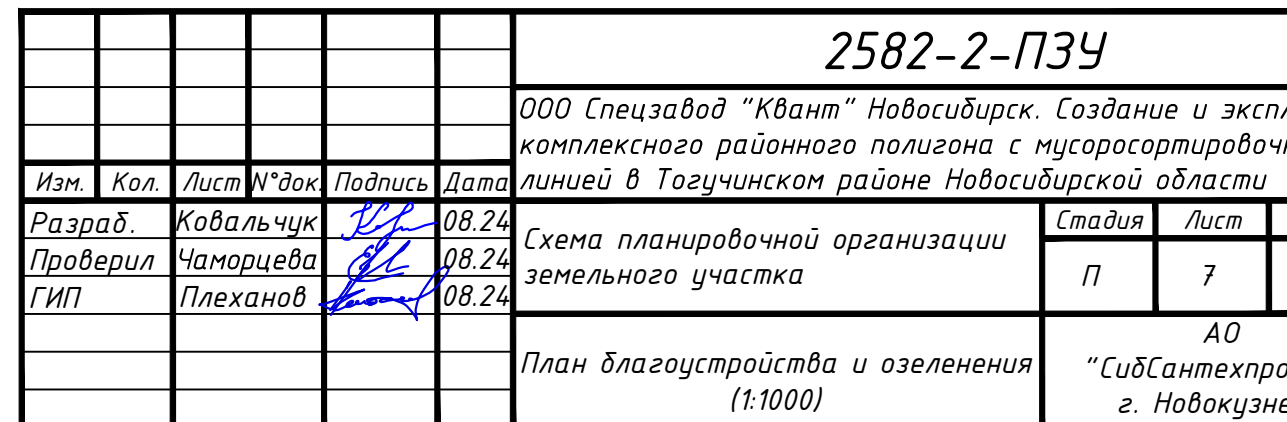 2582-2-ПЗУ
ООО Спецзавод "Квант" Новосибирск. Создание и экспл
комплексного районного полигона с мусоросортировоч
линией в Тогучинском районе Новосибирской области
Изм. Кол. Лист №док. Подпись Дата
Разраб. Ковальчук 08.24
Проверил Чаморцева 08.24
ГИП Плеханов 08.24
Схема планировочной организации
земельного участка
Стадия Лист
П 7
План благоустройства и озеленения
(1:1000)
АО
"СибСантехпро
г. Новокузне